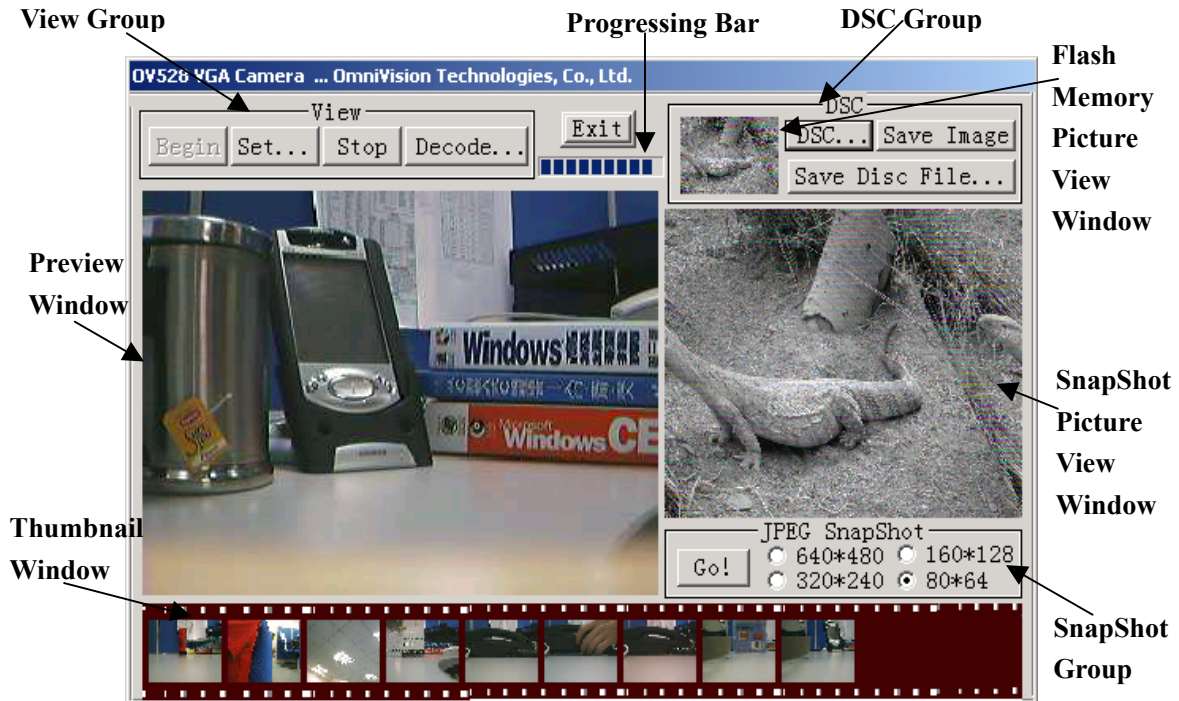 View Group
Progressing Bar
DSC Group
Flash
Memory
Picture
View
Window
OV528 VGA Camera ... OmniVision Technologies, Co., Ltd.
View
Begin Set... Stop Decode...
Exit
DSC
DSC... Save Image
Save Disc File...
Preview
Window
Windows
Microsoft
Windows CE
SnapShot
Picture
View
Window
JPEG SnapShot
Go!
640*480 160*128
320*240 80*64
Thumbnail
Window
SnapShot
Group